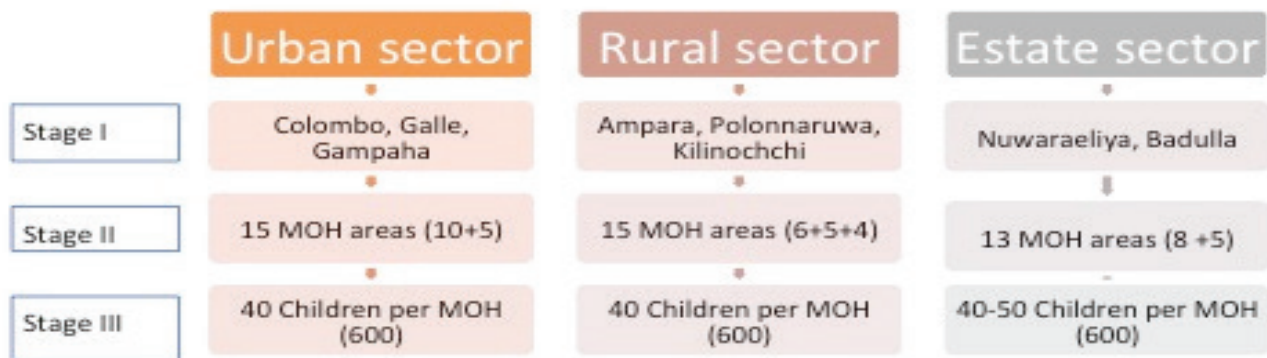 Urban sector
Rural sector
Estate sector
Stage I
Colombo, Galle,
Gampaha
Ampara, Polonnaruwa,
Kilinochchi
Nuwaraeliya, Badulla
Stage II
15 MOH areas (10+5)
15 MOH areas (6+5+4)
13 MOH areas (8 +5)
Stage III
40 Children per MOH
(600)
40 Children per MOH
(600)
40-50 Children per MOH
(600)